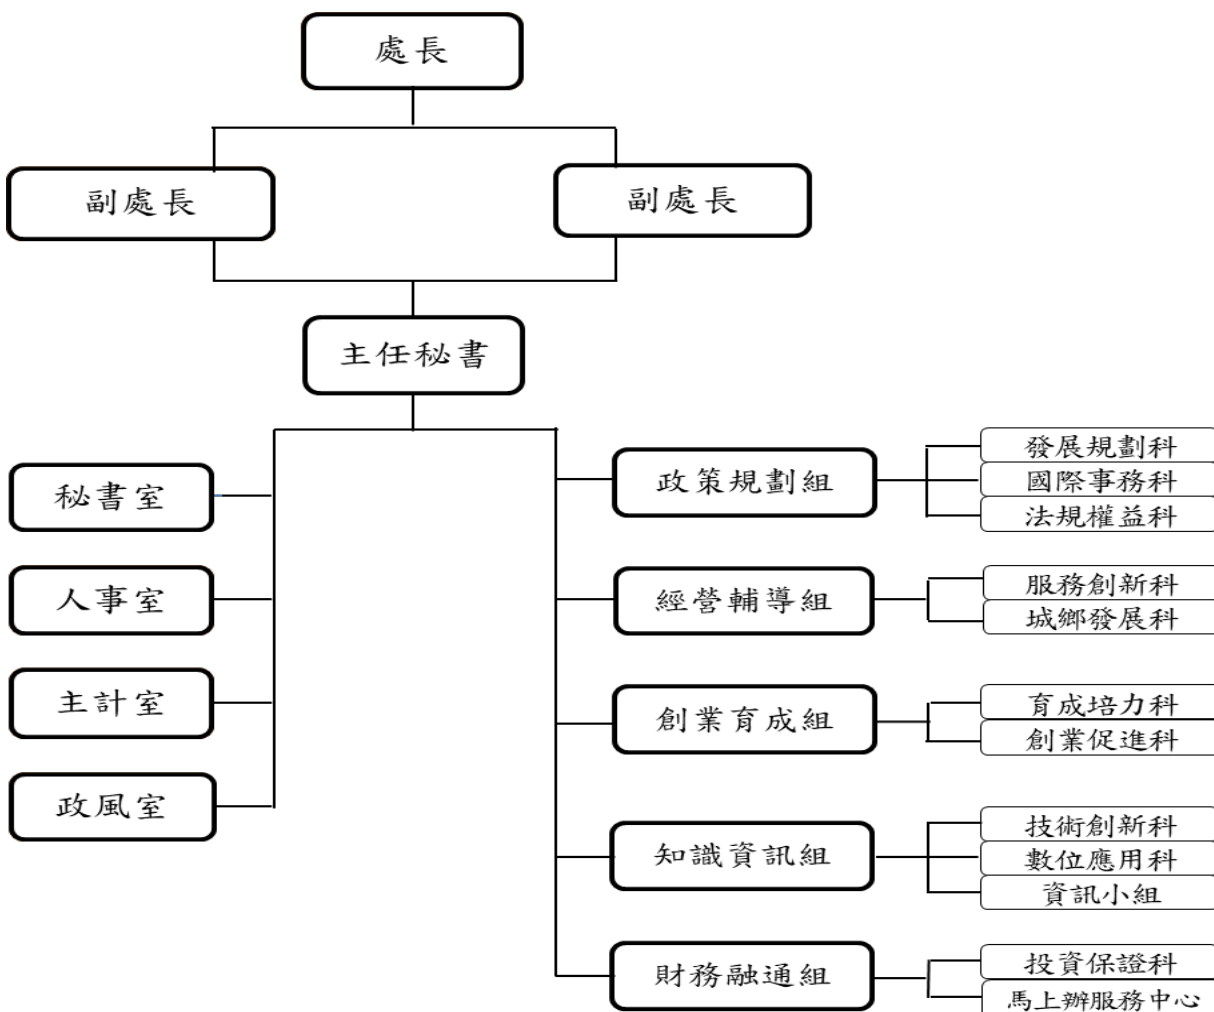 處長
副處長
副處長
主任秘書
秘書室
人事室
主計室
政風室
政策規劃組
發展規劃科
國際事務科
法規權益科
經營輔導組
服務創新科
城鄉發展科
創業育成組
育成培力科
創業促進科
知識資訊組
技術創新科
數位應用科
資訊小組
財務融通組
投資保證科
馬上辦服務中心